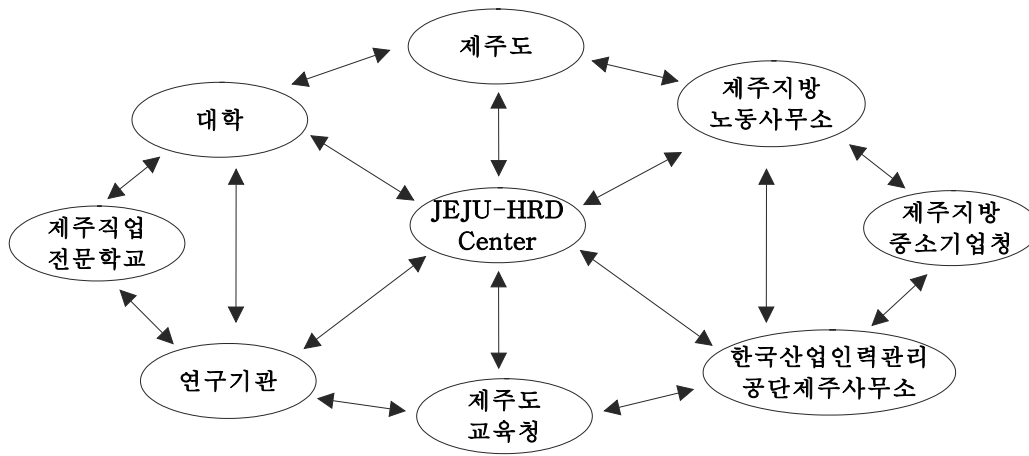 제주도
제주지방
노동사무소
대학
JEJU-HRD
Center
제주직업
전문학교
제주지방
중소기업청
연구기관
한국산업인력관리
공단제주사무소
제주도
교육청